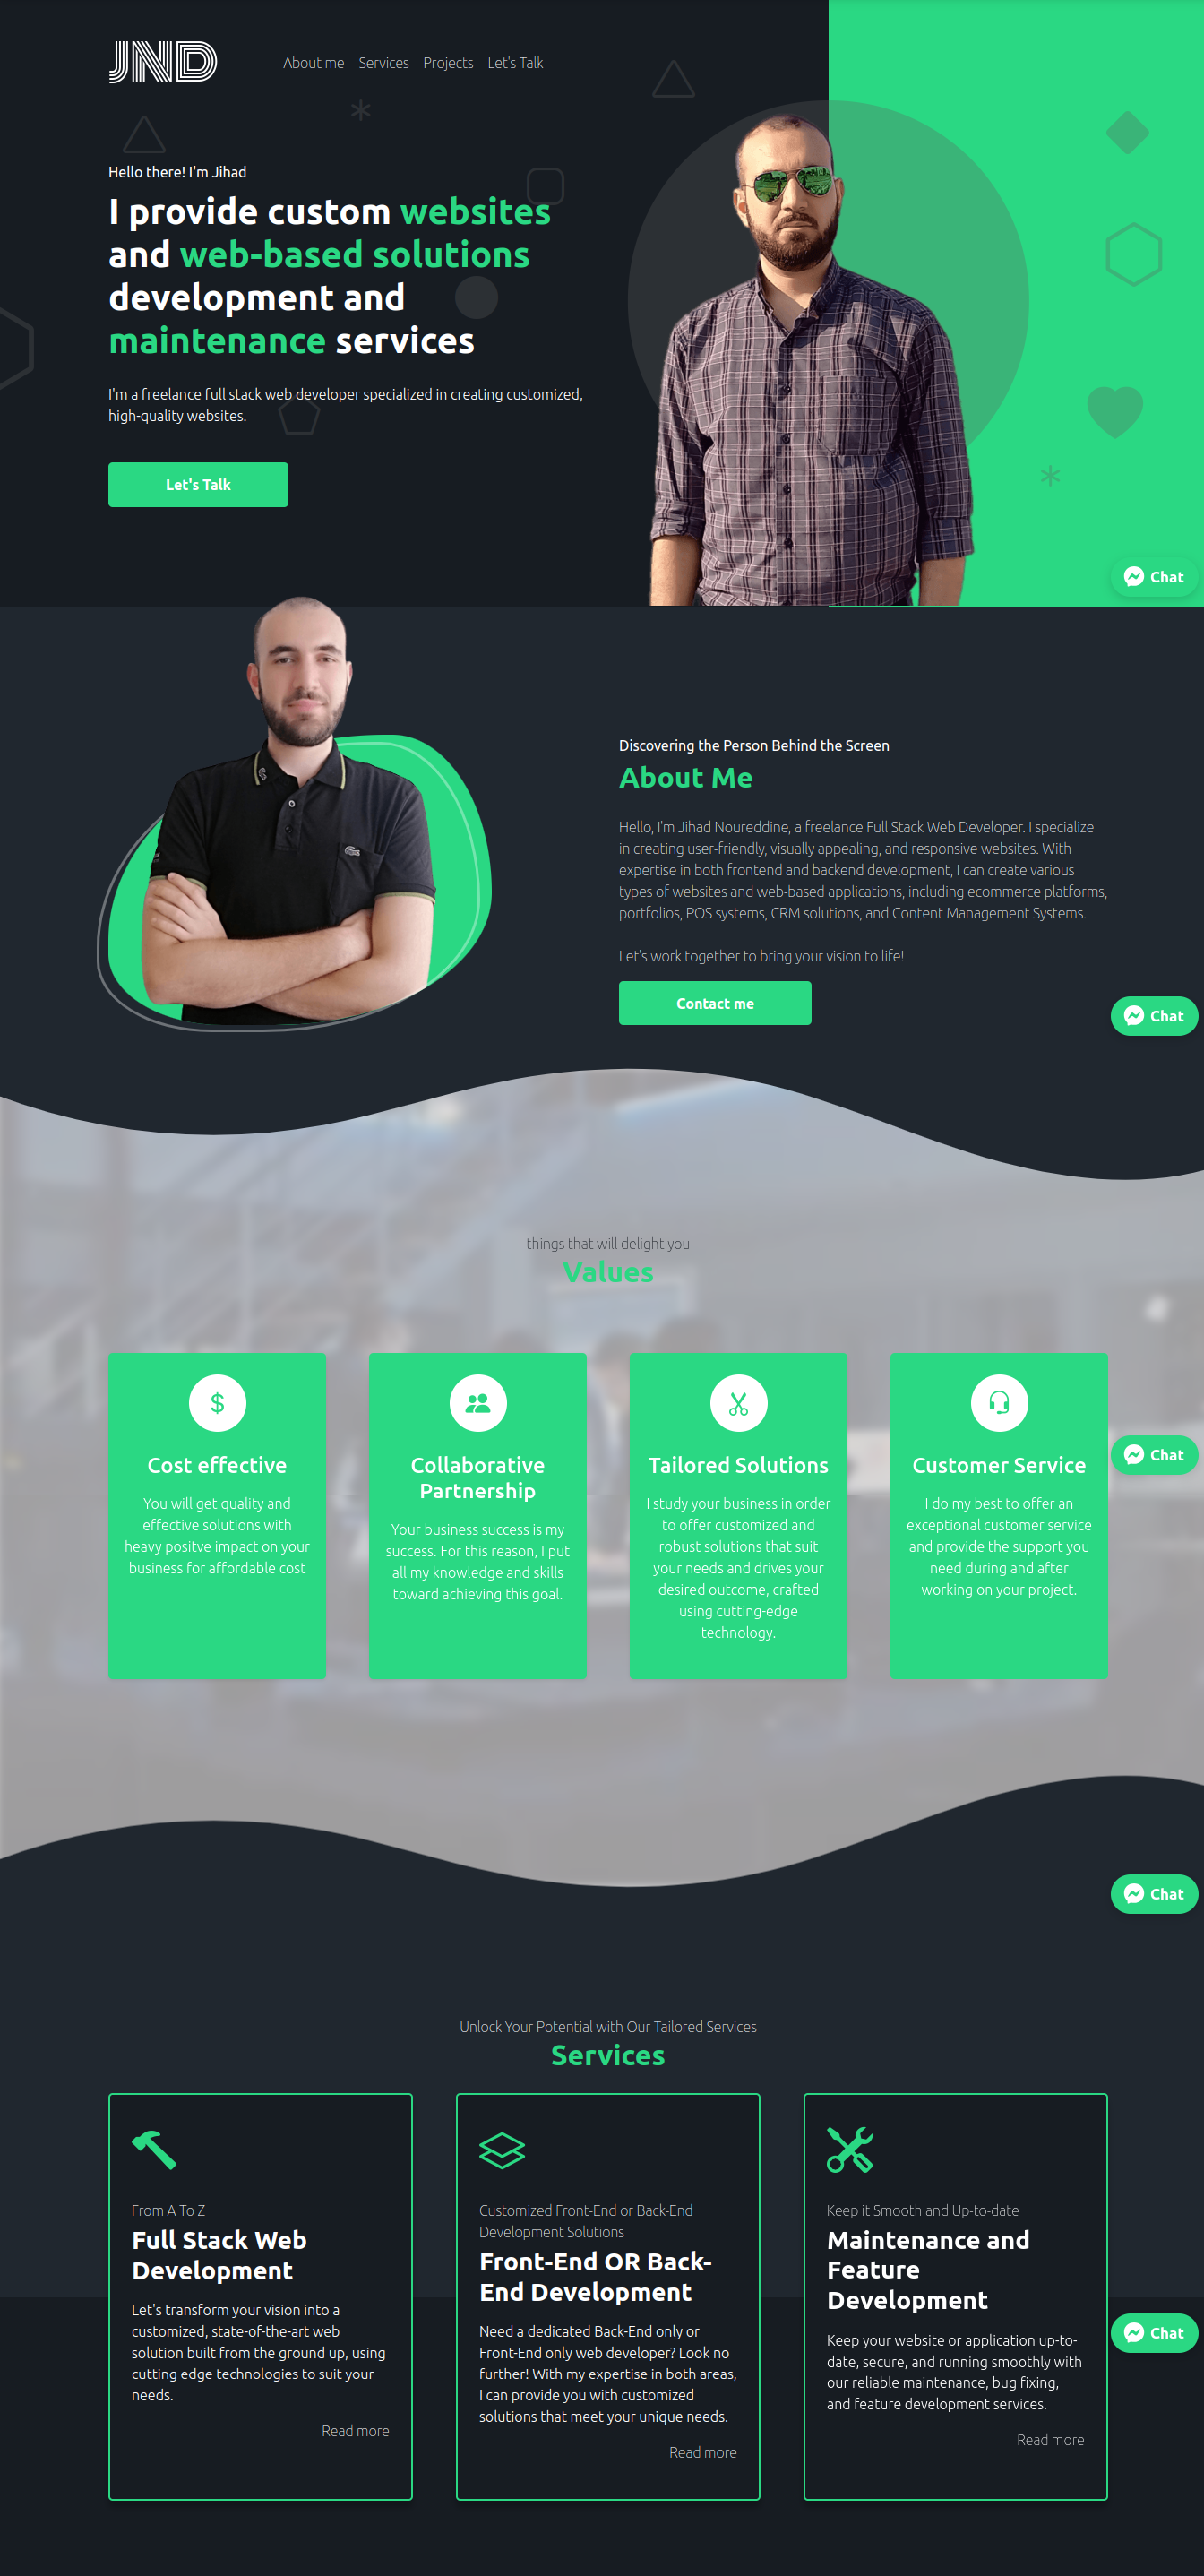 JND
About me Services Projects Let's Talk
Hello there! I'm Jihad
I provide custom websites
and web-based solutions
development and
maintenance services
I'm a freelance full stack web developer specialized in creating customized,
high-quality websites.
Let's Talk
Chat
Discovering the Person Behind the Screen
About Me
Hello, I'm Jihad Noureddine, a freelance Full Stack Web Developer. I specialize
in creating user-friendly, visually appealing, and responsive websites. With
expertise in both frontend and backend development, I can create various
types of websites and web-based applications, including ecommerce platforms,
portfolios, POS systems, CRM solutions, and Content Management Systems.
Let's work together to bring your vision to life!
Contact me
Chat
things that will delight you
Values
$
Cost effective
You will get quality and
effective solutions with
heavy positve impact on your
business for affordable cost
Collaborative
Partnership
Your business success is my
success. For this reason, I put
all my knowledge and skills
toward achieving this goal.
Tailored Solutions
I study your business in order
to offer customized and
robust solutions that suit
your needs and drives your
desired outcome, crafted
using cutting-edge
technology.
Customer Service
I do my best to offer an
exceptional customer service
and provide the support you
need during and after
working on your project.
Chat
Chat
Unlock Your Potential with Our Tailored Services
Services
From A To Z
Full Stack Web
Development
Let's transform your vision into a
customized, state-of-the-art web
solution built from the ground up, using
cutting edge technologies to suit your
needs.
Read more
Customized Front-End or Back-End
Development Solutions
Front-End OR Back-
End Development
Need a dedicated Back-End only or
Front-End only web developer? Look no
further! With my expertise in both areas,
I can provide you with customized
solutions that meet your unique needs.
Read more
Keep it Smooth and Up-to-date
Maintenance and
Feature
Development
Keep your website or application up-to-
date, secure, and running smoothly with
our reliable maintenance, bug fixing,
and feature development services.
Read more
Chat